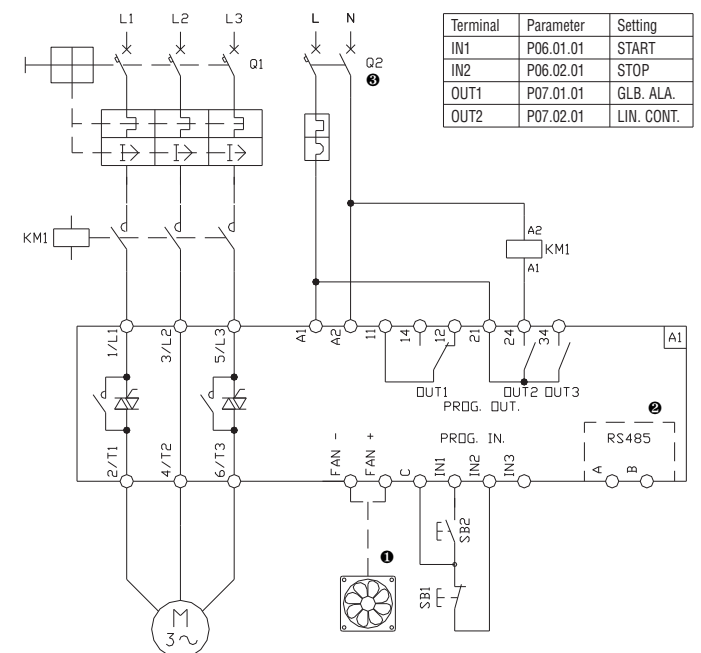 L1 L2 L3 L N
Terminal Parameter Setting
IN1 P06.01.01 START
IN2 P06.02.01 STOP
OUT1 P07.01.01 GLB. ALA.
OUT2 P07.02.01 LIN. CONT.
Q1
Q2
❸
I> I> I>
KM1
A2
KM1
A1
1/L1 3/L2 5/L3 A1 A2 11 14 12 21 24 34
A1
OUT1 OUT2 OUT3
PROG. OUT.
❷
PROG. IN.
RS485
2/T1 4/T2 6/T3 FAN - FAN + C IN1 IN2 IN3 A B
SB2
❶
SB1
M
3~